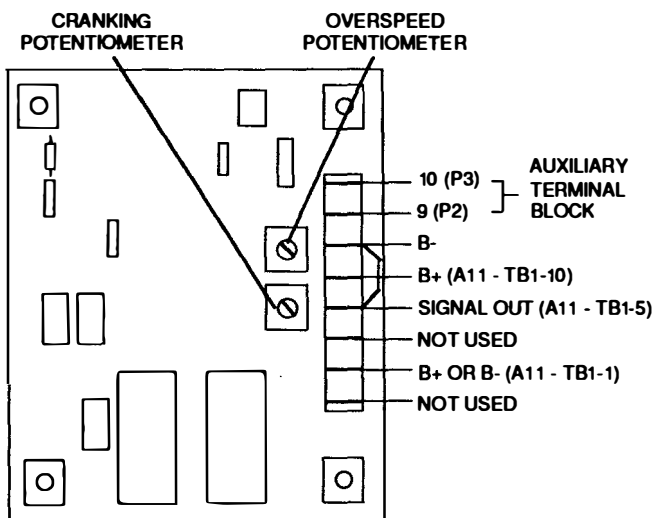 CRANKING
POTENTIOMETER
OVERSPEED
POTENTIOMETER
10 (P3)
9 (P2)
AUXILIARY
TERMINAL
BLOCK
B-
B+ (A11 - TB1-10)
SIGNAL OUT (A11 - TB1-5)
NOT USED
B+ OR B- (A11 - TB1-1)
NOT USED